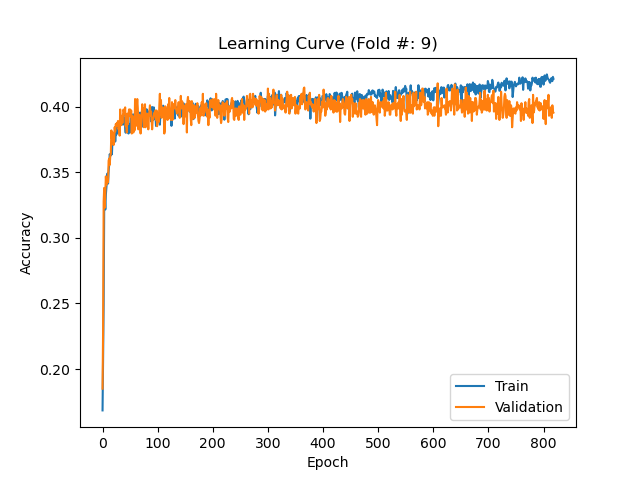 Learning Curve (Fold #: 9)
Accuracy
0.40
0.35
0.30
0.25
0.20
0 100 200 300 400 500 600 700 800
Epoch
Train
Validation